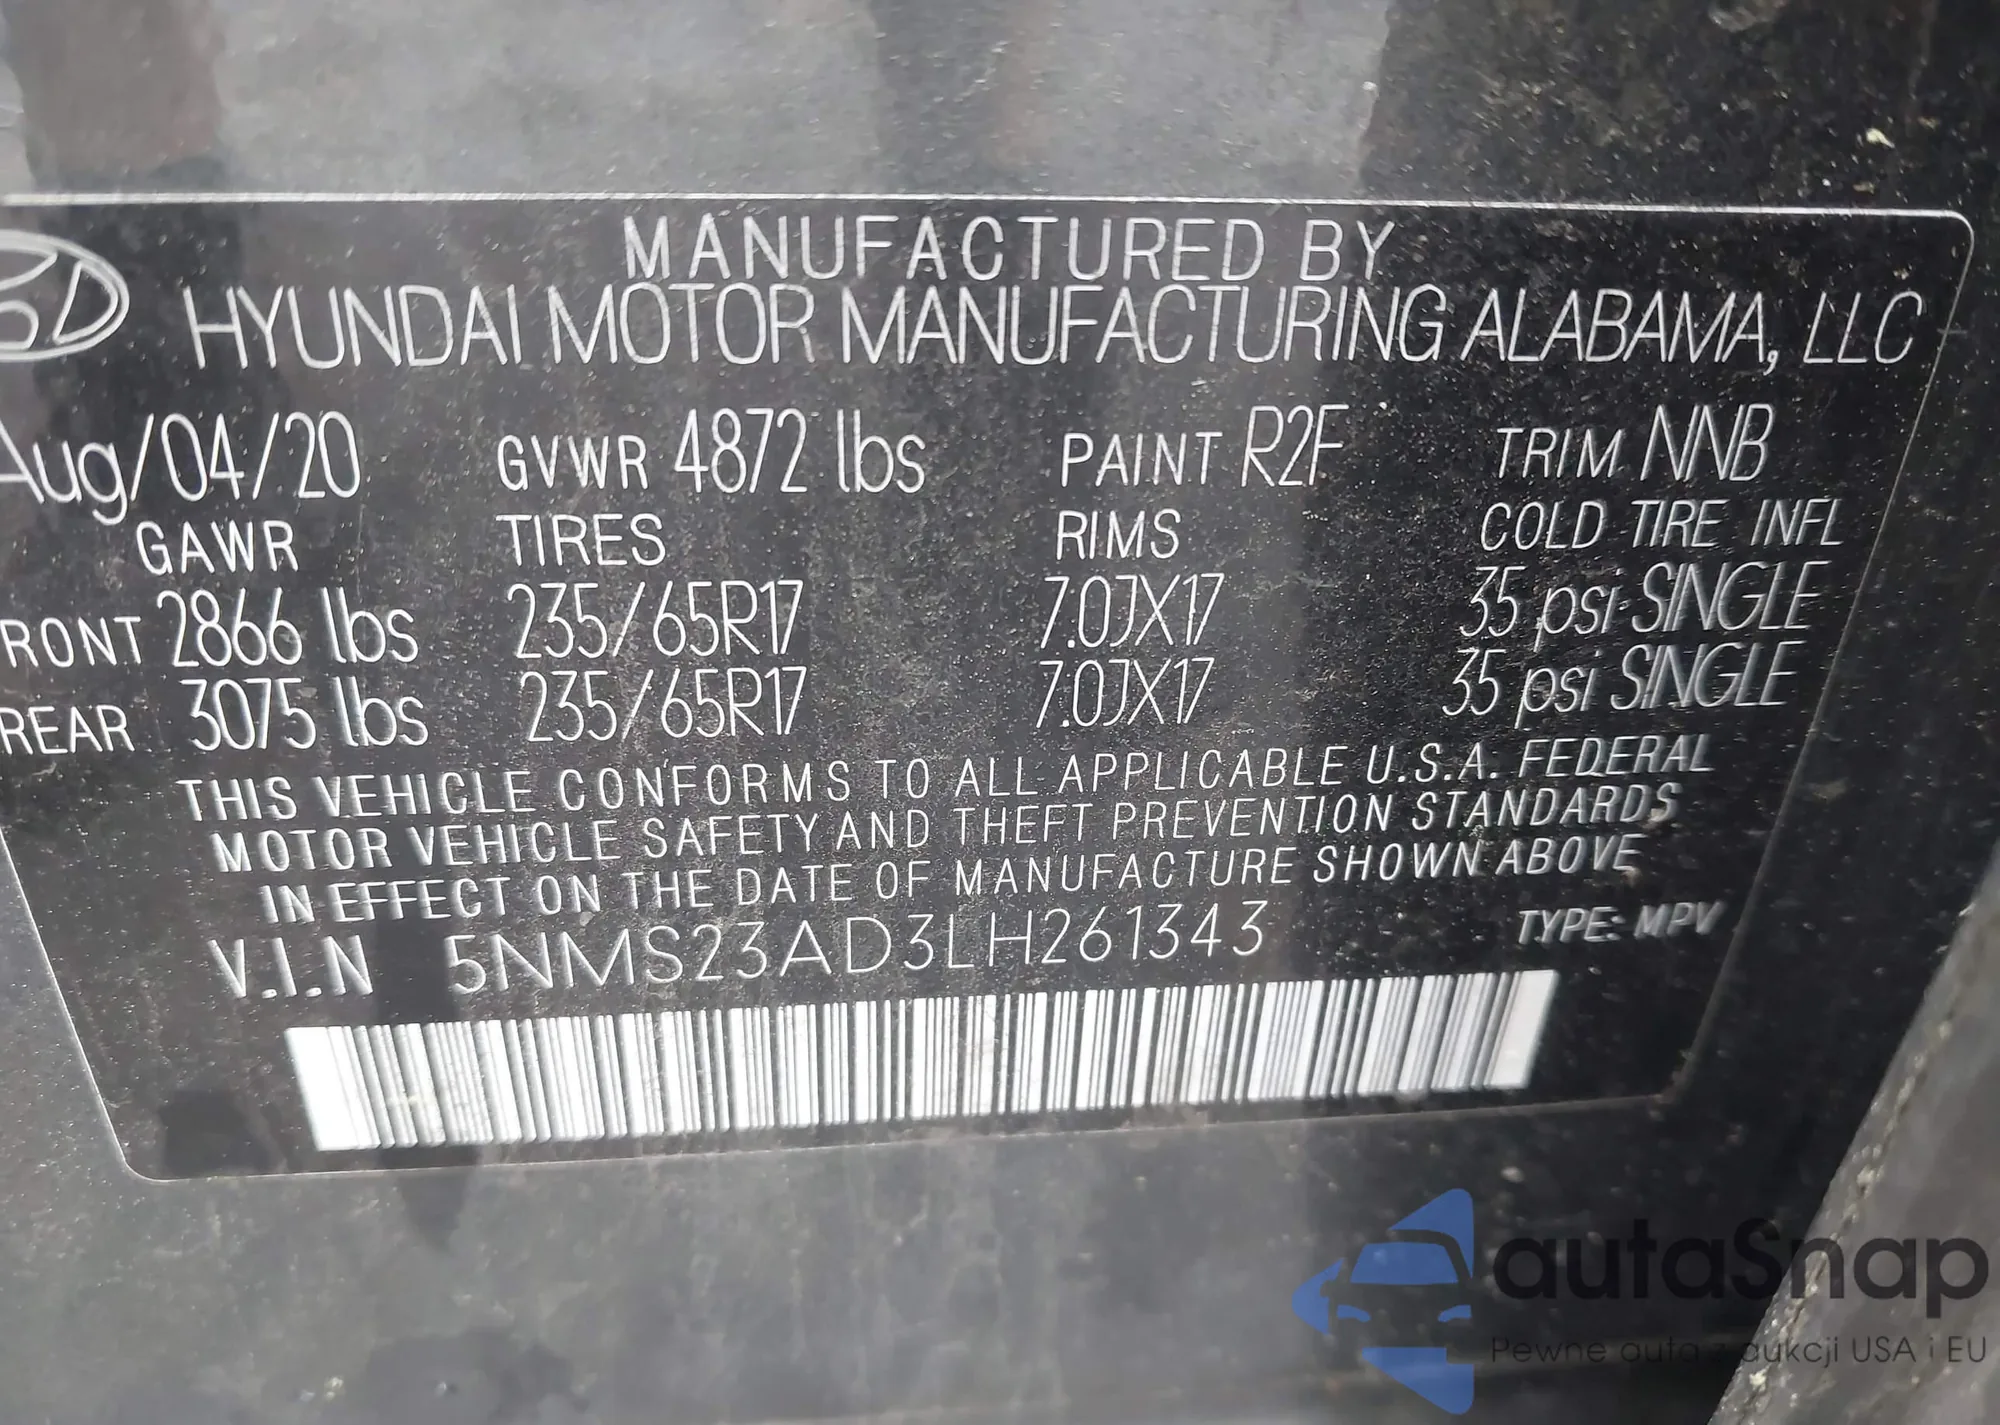 MANUFACTURED BY
HYUNDAI MOTOR MANUFACTURING ALABAMA, LLC
Aug/04/20 GVWR 4872 lbs PAINT R2F TRIM NNB
GAWR TIRES RIMS COLD TIRE INFL
RONT 2866 lbs 235/65R17 7.0JX17 35 psi SINGLE
REAR 3075 lbs 235/65R17 7.0JX17 35 psi SINGLE
THIS VEHICLE CONFORMS TO ALL APPLICABLE U.S.A. FEDERAL
MOTOR VEHICLE SAFETY AND THEFT PREVENTION STANDARDS
IN EFFECT ON THE DATE OF MANUFACTURE SHOWN ABOVE
V.I.N 5NMS23AD3LH261343 TYPE: MPV
autaSnap
Pewne auta z aukcji USA i EU